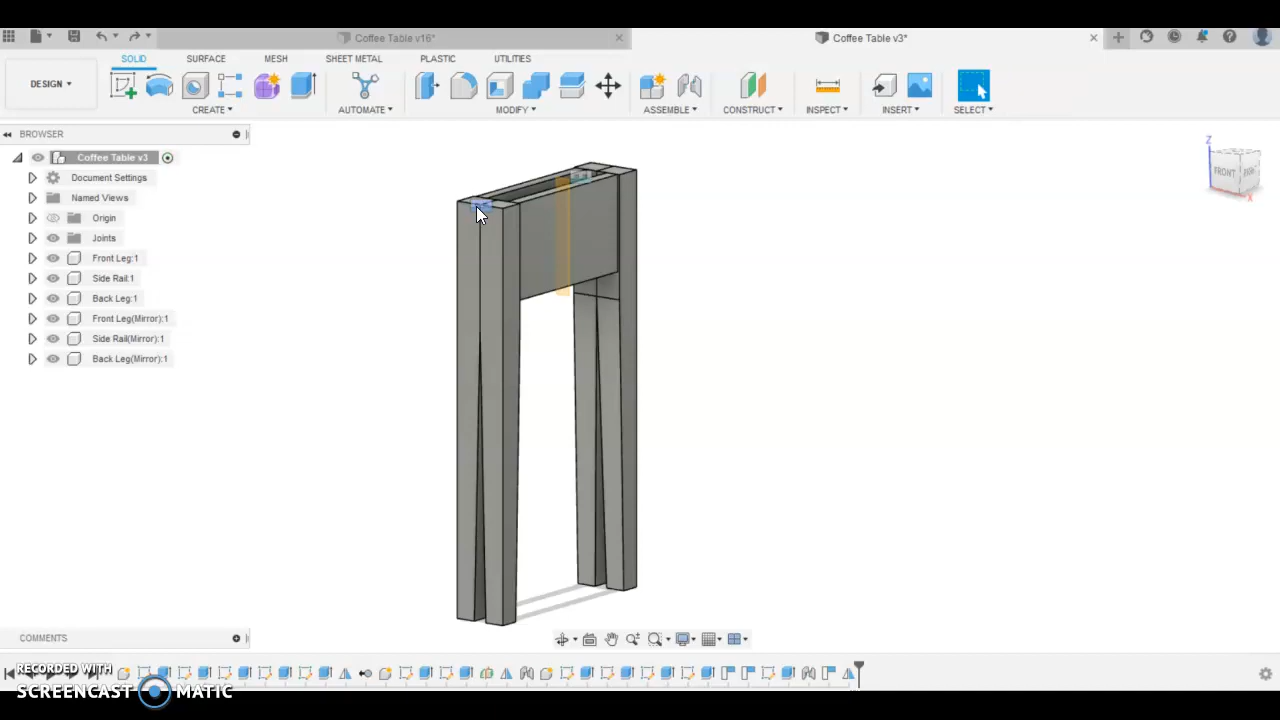 Coffee Table v16*
Coffee Table v3*
DESIGN
SOLID
SURFACE
MESH
SHEET METAL
PLASTIC
UTILITIES
CREATE
AUTOMATE
MODIFY
ASSEMBLE
CONSTRUCT
INSPECT
INSERT
SELECT
BROWSER
Coffee Table v3
Document Settings
Named Views
Origin
Joints
Front Leg:1
Side Rail:1
Back Leg:1
Front Leg(Mirror):1
Side Rail(Mirror):1
Back Leg(Mirror):1
Z
FRONT
X
COMMENTS
RECORDED WITH
SCREENCAST MATIC